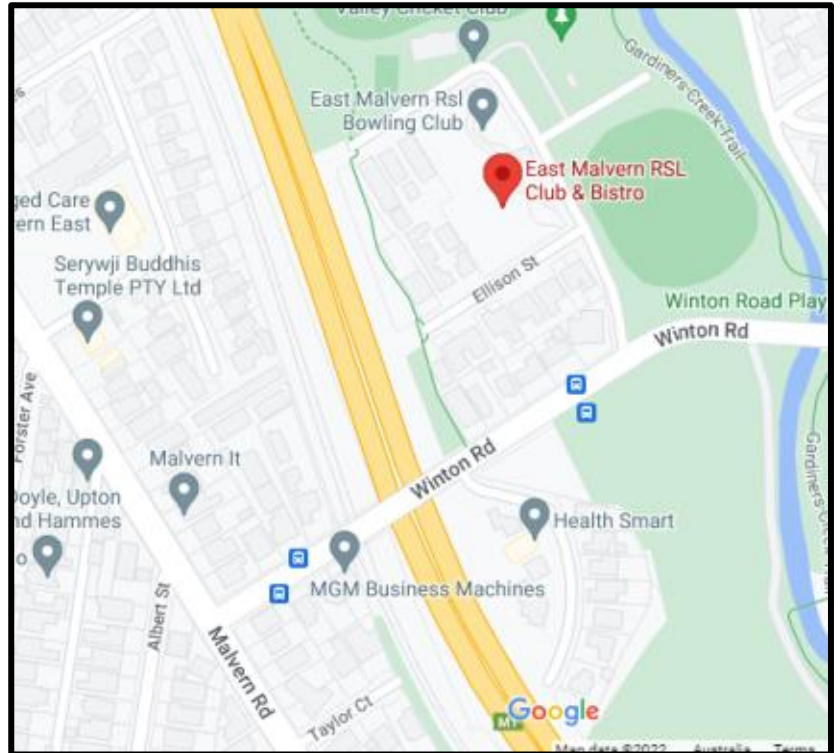 Valley Cricket Club
Gardiners Creek Trail
East Malvern Rsl
Bowling Club
East Malvern RSL
Club & Bistro
ged Care
ern East
Serywji Buddhis
Temple PTY Ltd
Ellison St
Winton Road Play
Winton Rd
Forster Ave
Malvern It
Winton Rd
Doyle, Upton
nd Hammes
o
Health Smart
MGM Business Machines
Albert St
Malvern Rd
Taylor Ct
M1
Google
Map data ©2022 Australia Terms